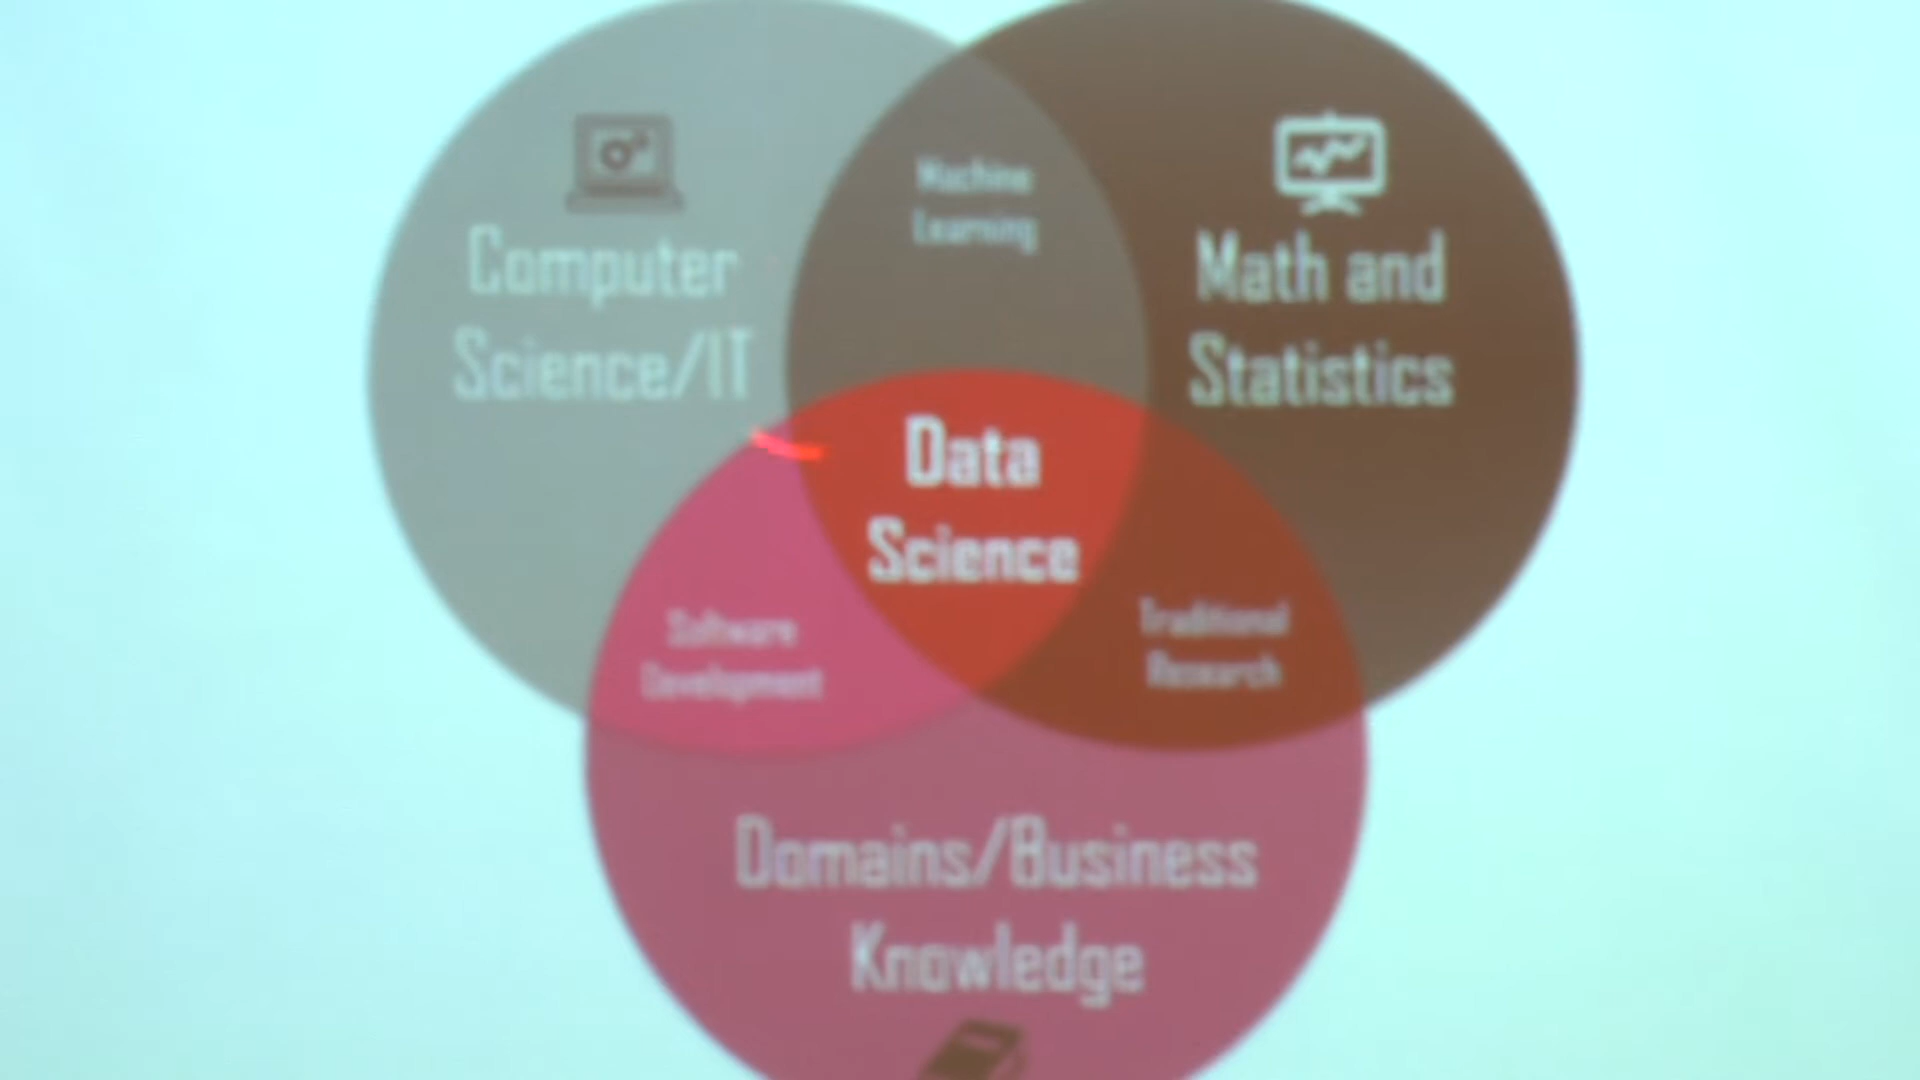 Machine
Learning
Computer
Science/IT
Math and
Statistics
Data
Science
Software
Development
Traditional
Research
Domains/Business
Knowledge